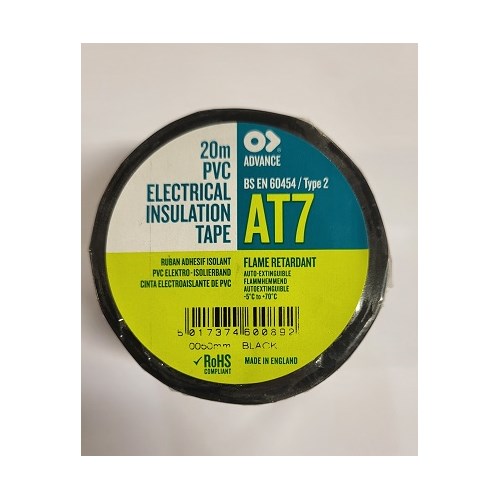 20m
PVC
ELECTRICAL
INSULATION
TAPE
ADVANCE
BS EN 60454 / Type 2
AT7
RUBAN ADHESIF ISOLANT
PVC ELEKTRO-ISOLIERBAND
CINTA ELECTROAISLANTE DE PVC
FLAME RETARDANT
AUTO-EXTINGUIBLE
FLAMMHEMMEND
AUTOEXTINGUIBLE
-5°C to +70°C
5 017374 600892
0050mm BLACK
✓RoHS
COMPLIANT
MADE IN ENGLAND